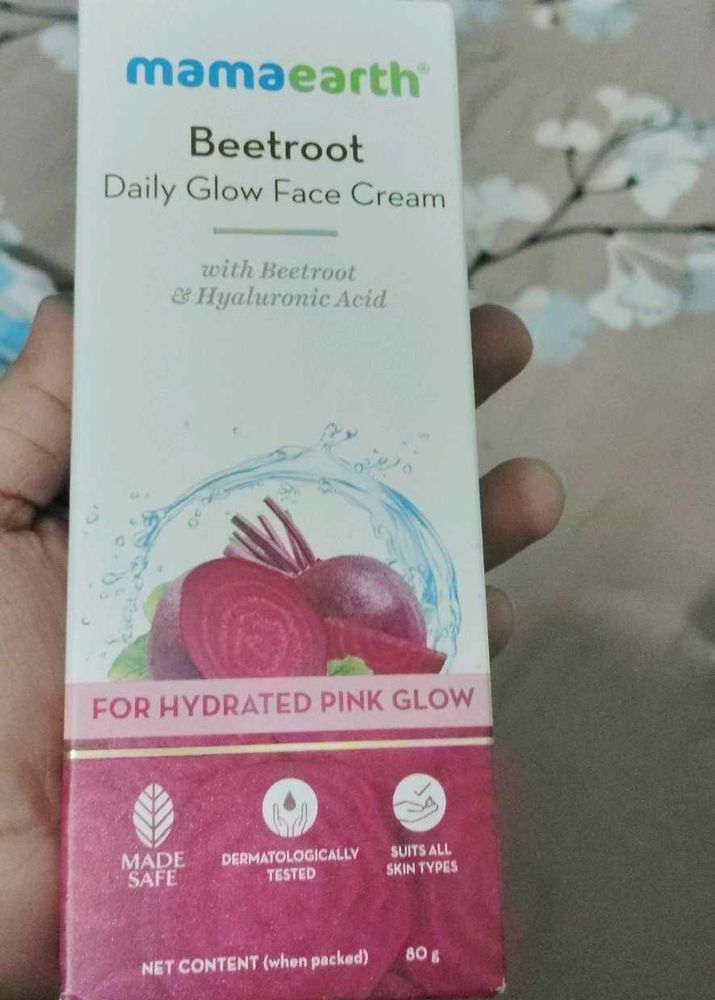 mamaearth®
Beetroot
Daily Glow Face Cream
with Beetroot
& Hyaluronic Acid
FOR HYDRATED PINK GLOW
MADE
SAFE
DERMATOLOGICALLY
TESTED
SUITS ALL
SKIN TYPES
NET CONTENT (when packed) 80 g